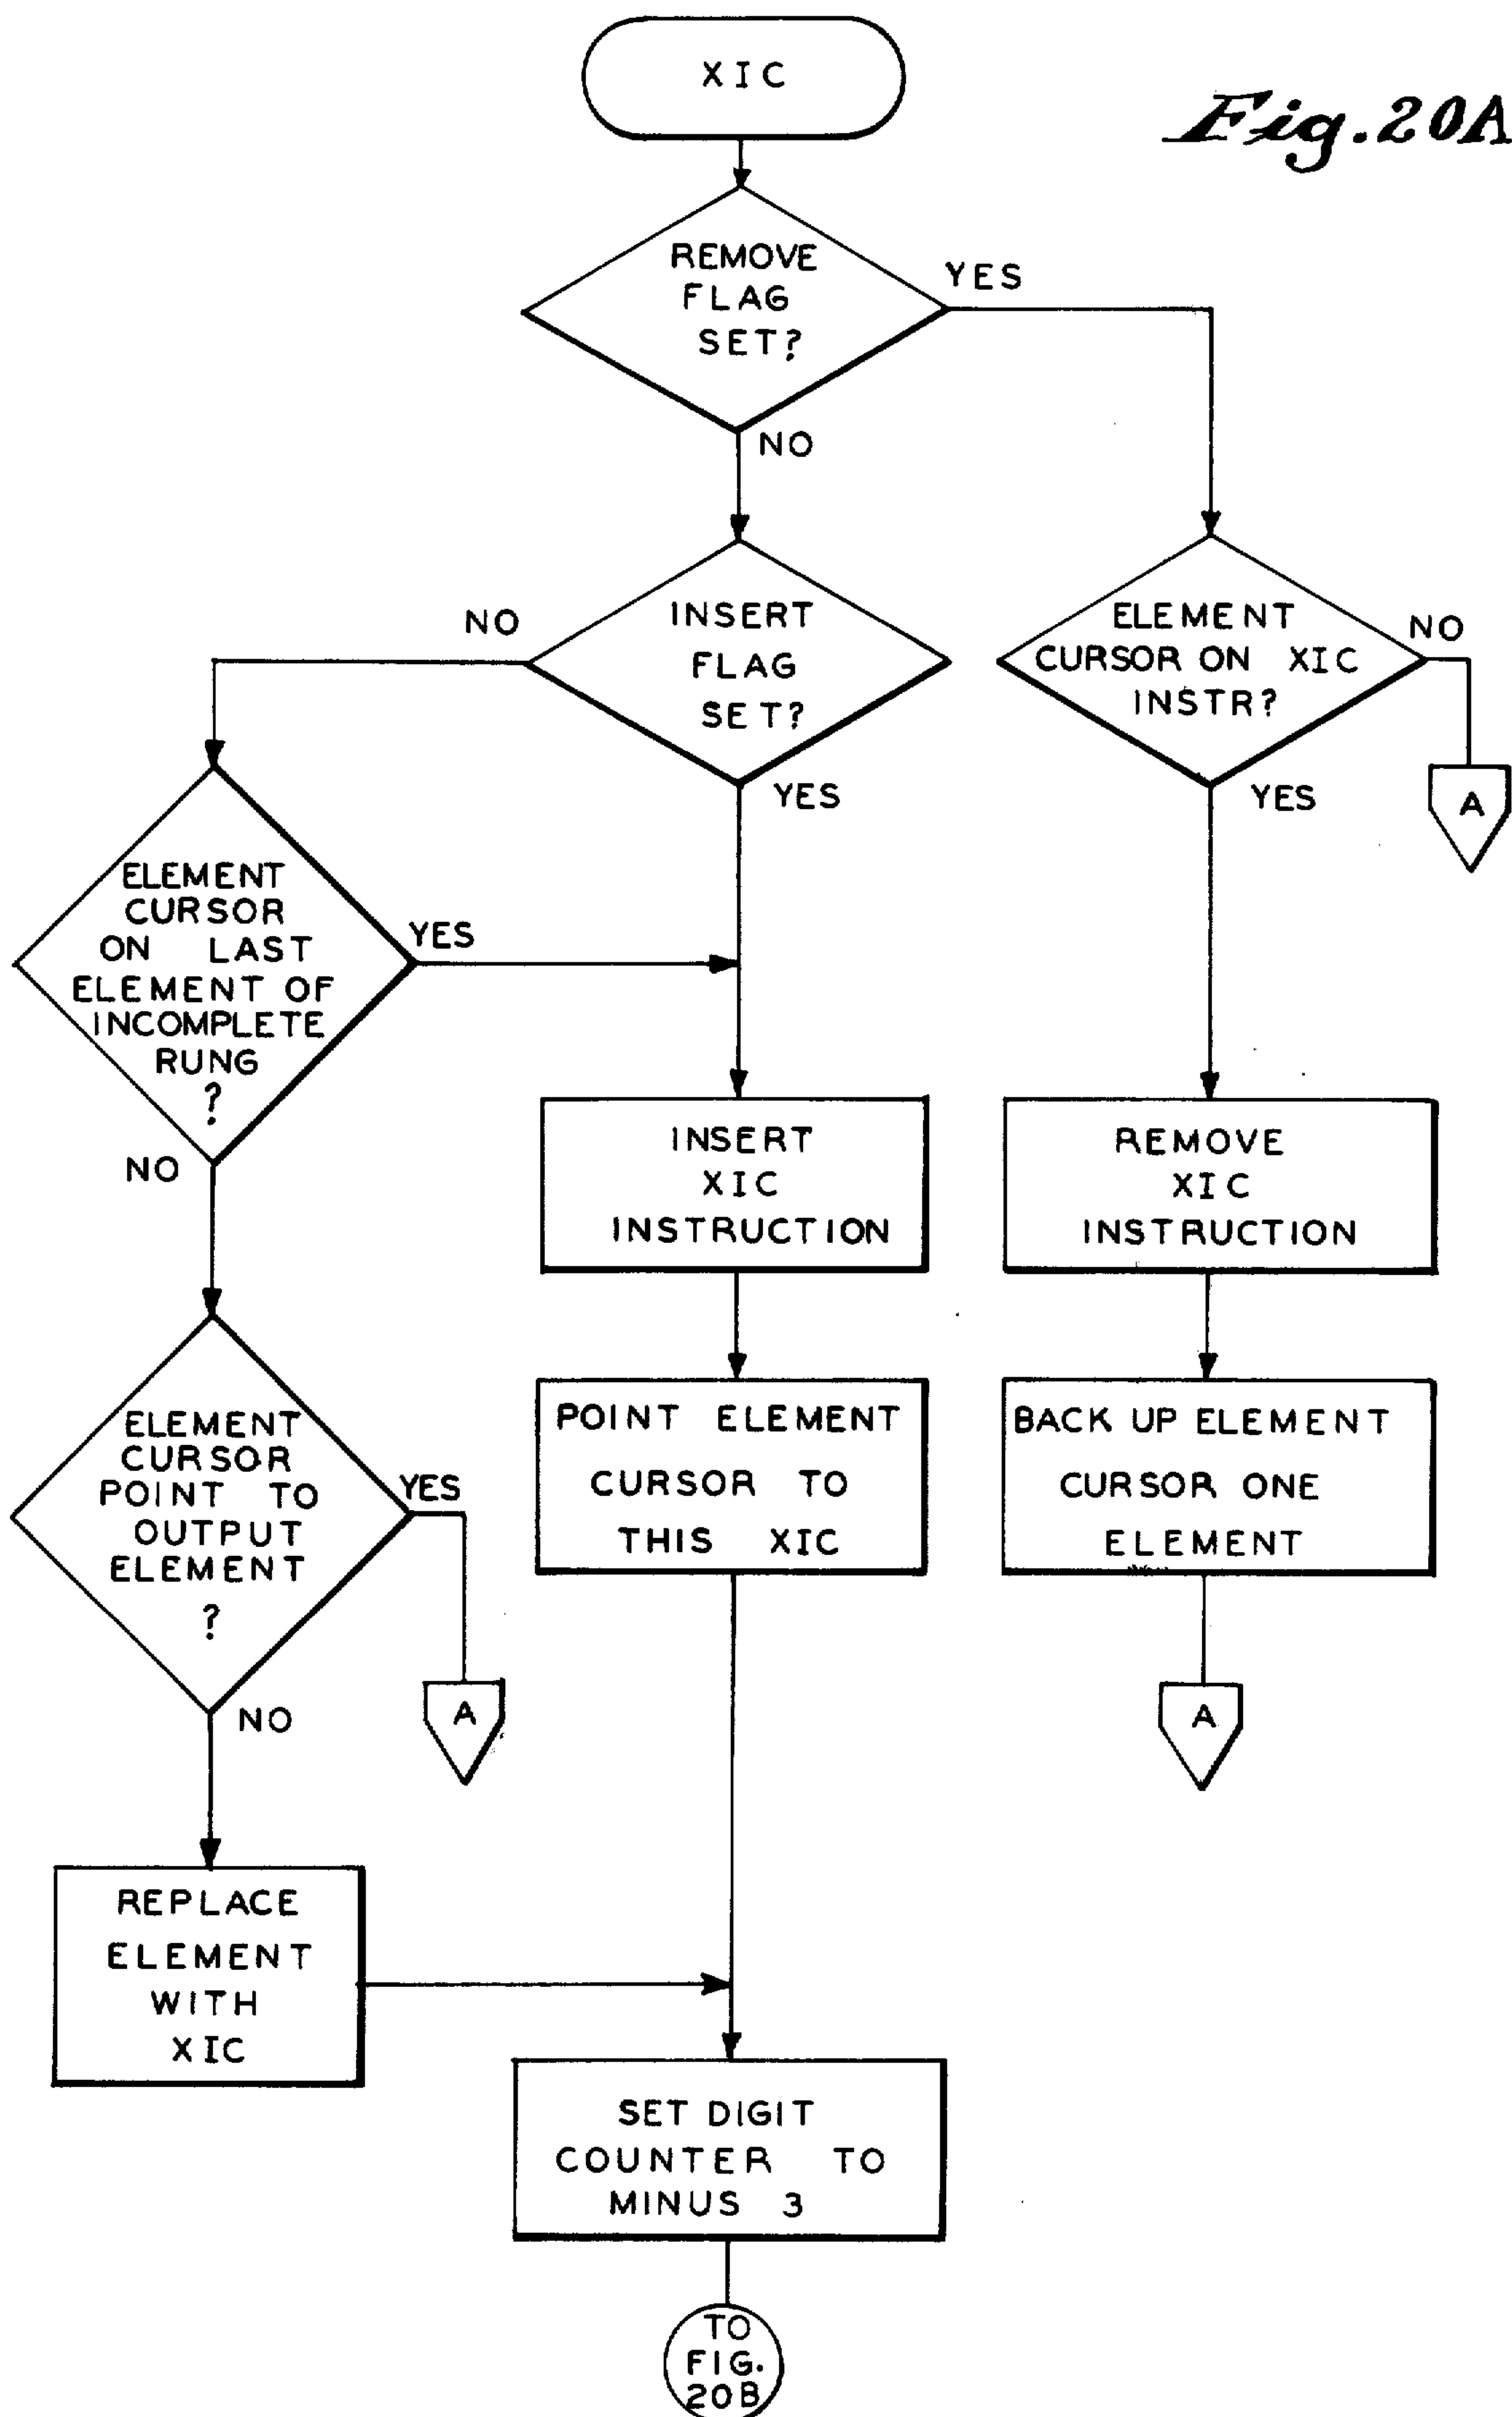 XIC
Fig. 20A
REMOVE
FLAG
SET?
YES
NO
INSERT
FLAG
SET?
NO
YES
ELEMENT
CURSOR ON XIC
INSTR?
NO
A
YES
ELEMENT
CURSOR
ON LAST
ELEMENT OF
INCOMPLETE
RUNG
?
YES
NO
INSERT
XIC
INSTRUCTION
REMOVE
XIC
INSTRUCTION
ELEMENT
CURSOR
POINT TO
OUTPUT
ELEMENT
?
YES
A
NO
POINT ELEMENT
CURSOR TO
THIS XIC
BACK UP ELEMENT
CURSOR ONE
ELEMENT
A
REPLACE
ELEMENT
WITH
XIC
SET DIGIT
COUNTER TO
MINUS 3
TO
FIG.
20B